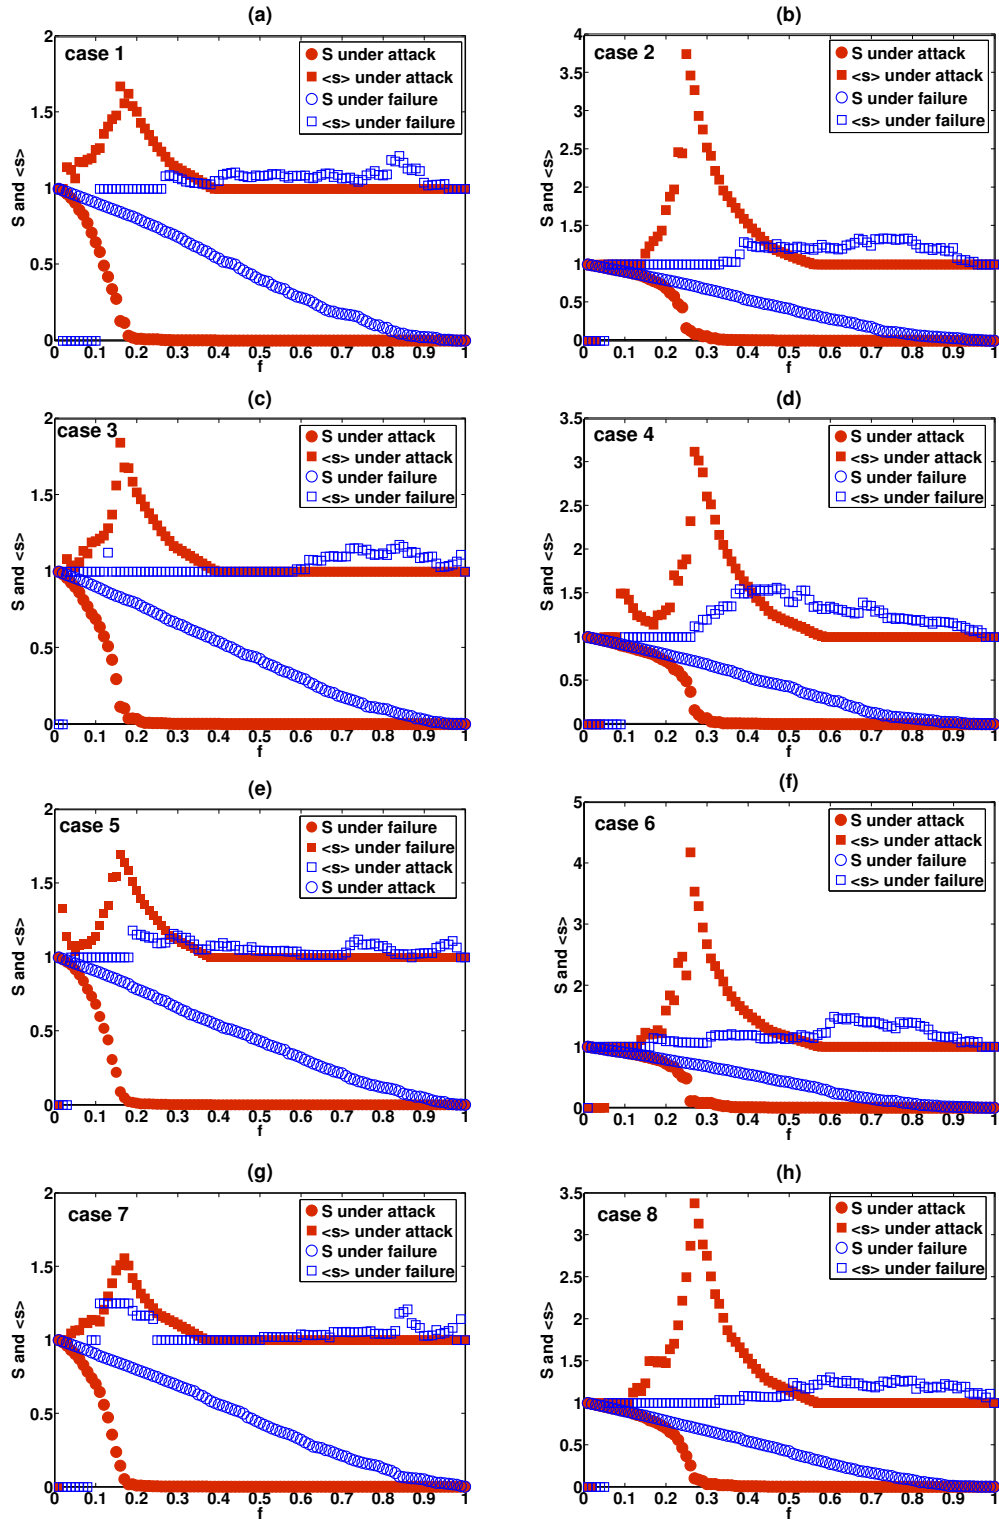 (a)
case 1
S under attack
<s> under attack
S under failure
<s> under failure
S and <s>
2
1.5
1
0.5
0
0 0.1 0.2 0.3 0.4 0.5 0.6 0.7 0.8 0.9 1
f
(b)
case 2
S under attack
<s> under attack
S under failure
<s> under failure
S and <s>
4
3.5
3
2.5
2
1.5
1
0.5
0
0 0.1 0.2 0.3 0.4 0.5 0.6 0.7 0.8 0.9 1
f
(c)
case 3
S under attack
<s> under attack
S under failure
<s> under failure
S and <s>
2
1.5
1
0.5
0
0 0.1 0.2 0.3 0.4 0.5 0.6 0.7 0.8 0.9 1
f
(d)
case 4
S under attack
<s> under attack
S under failure
<s> under failure
S and <s>
3.5
3
2.5
2
1.5
1
0.5
0
0 0.1 0.2 0.3 0.4 0.5 0.6 0.7 0.8 0.9 1
f
(e)
case 5
S under failure
<s> under failure
<s> under attack
S under attack
S and <s>
2
1.5
1
0.5
0
0 0.1 0.2 0.3 0.4 0.5 0.6 0.7 0.8 0.9 1
f
(f)
case 6
S under attack
<s> under attack
S under failure
<s> under failure
S and <s>
5
4
3
2
1
0
0 0.1 0.2 0.3 0.4 0.5 0.6 0.7 0.8 0.9 1
f
(g)
case 7
S under attack
<s> under attack
S under failure
<s> under failure
S and <s>
2
1.5
1
0.5
0
0 0.1 0.2 0.3 0.4 0.5 0.6 0.7 0.8 0.9 1
f
(h)
case 8
S under attack
<s> under attack
S under failure
<s> under failure
S and <s>
3.5
3
2.5
2
1.5
1
0.5
0
0 0.1 0.2 0.3 0.4 0.5 0.6 0.7 0.8 0.9 1
f